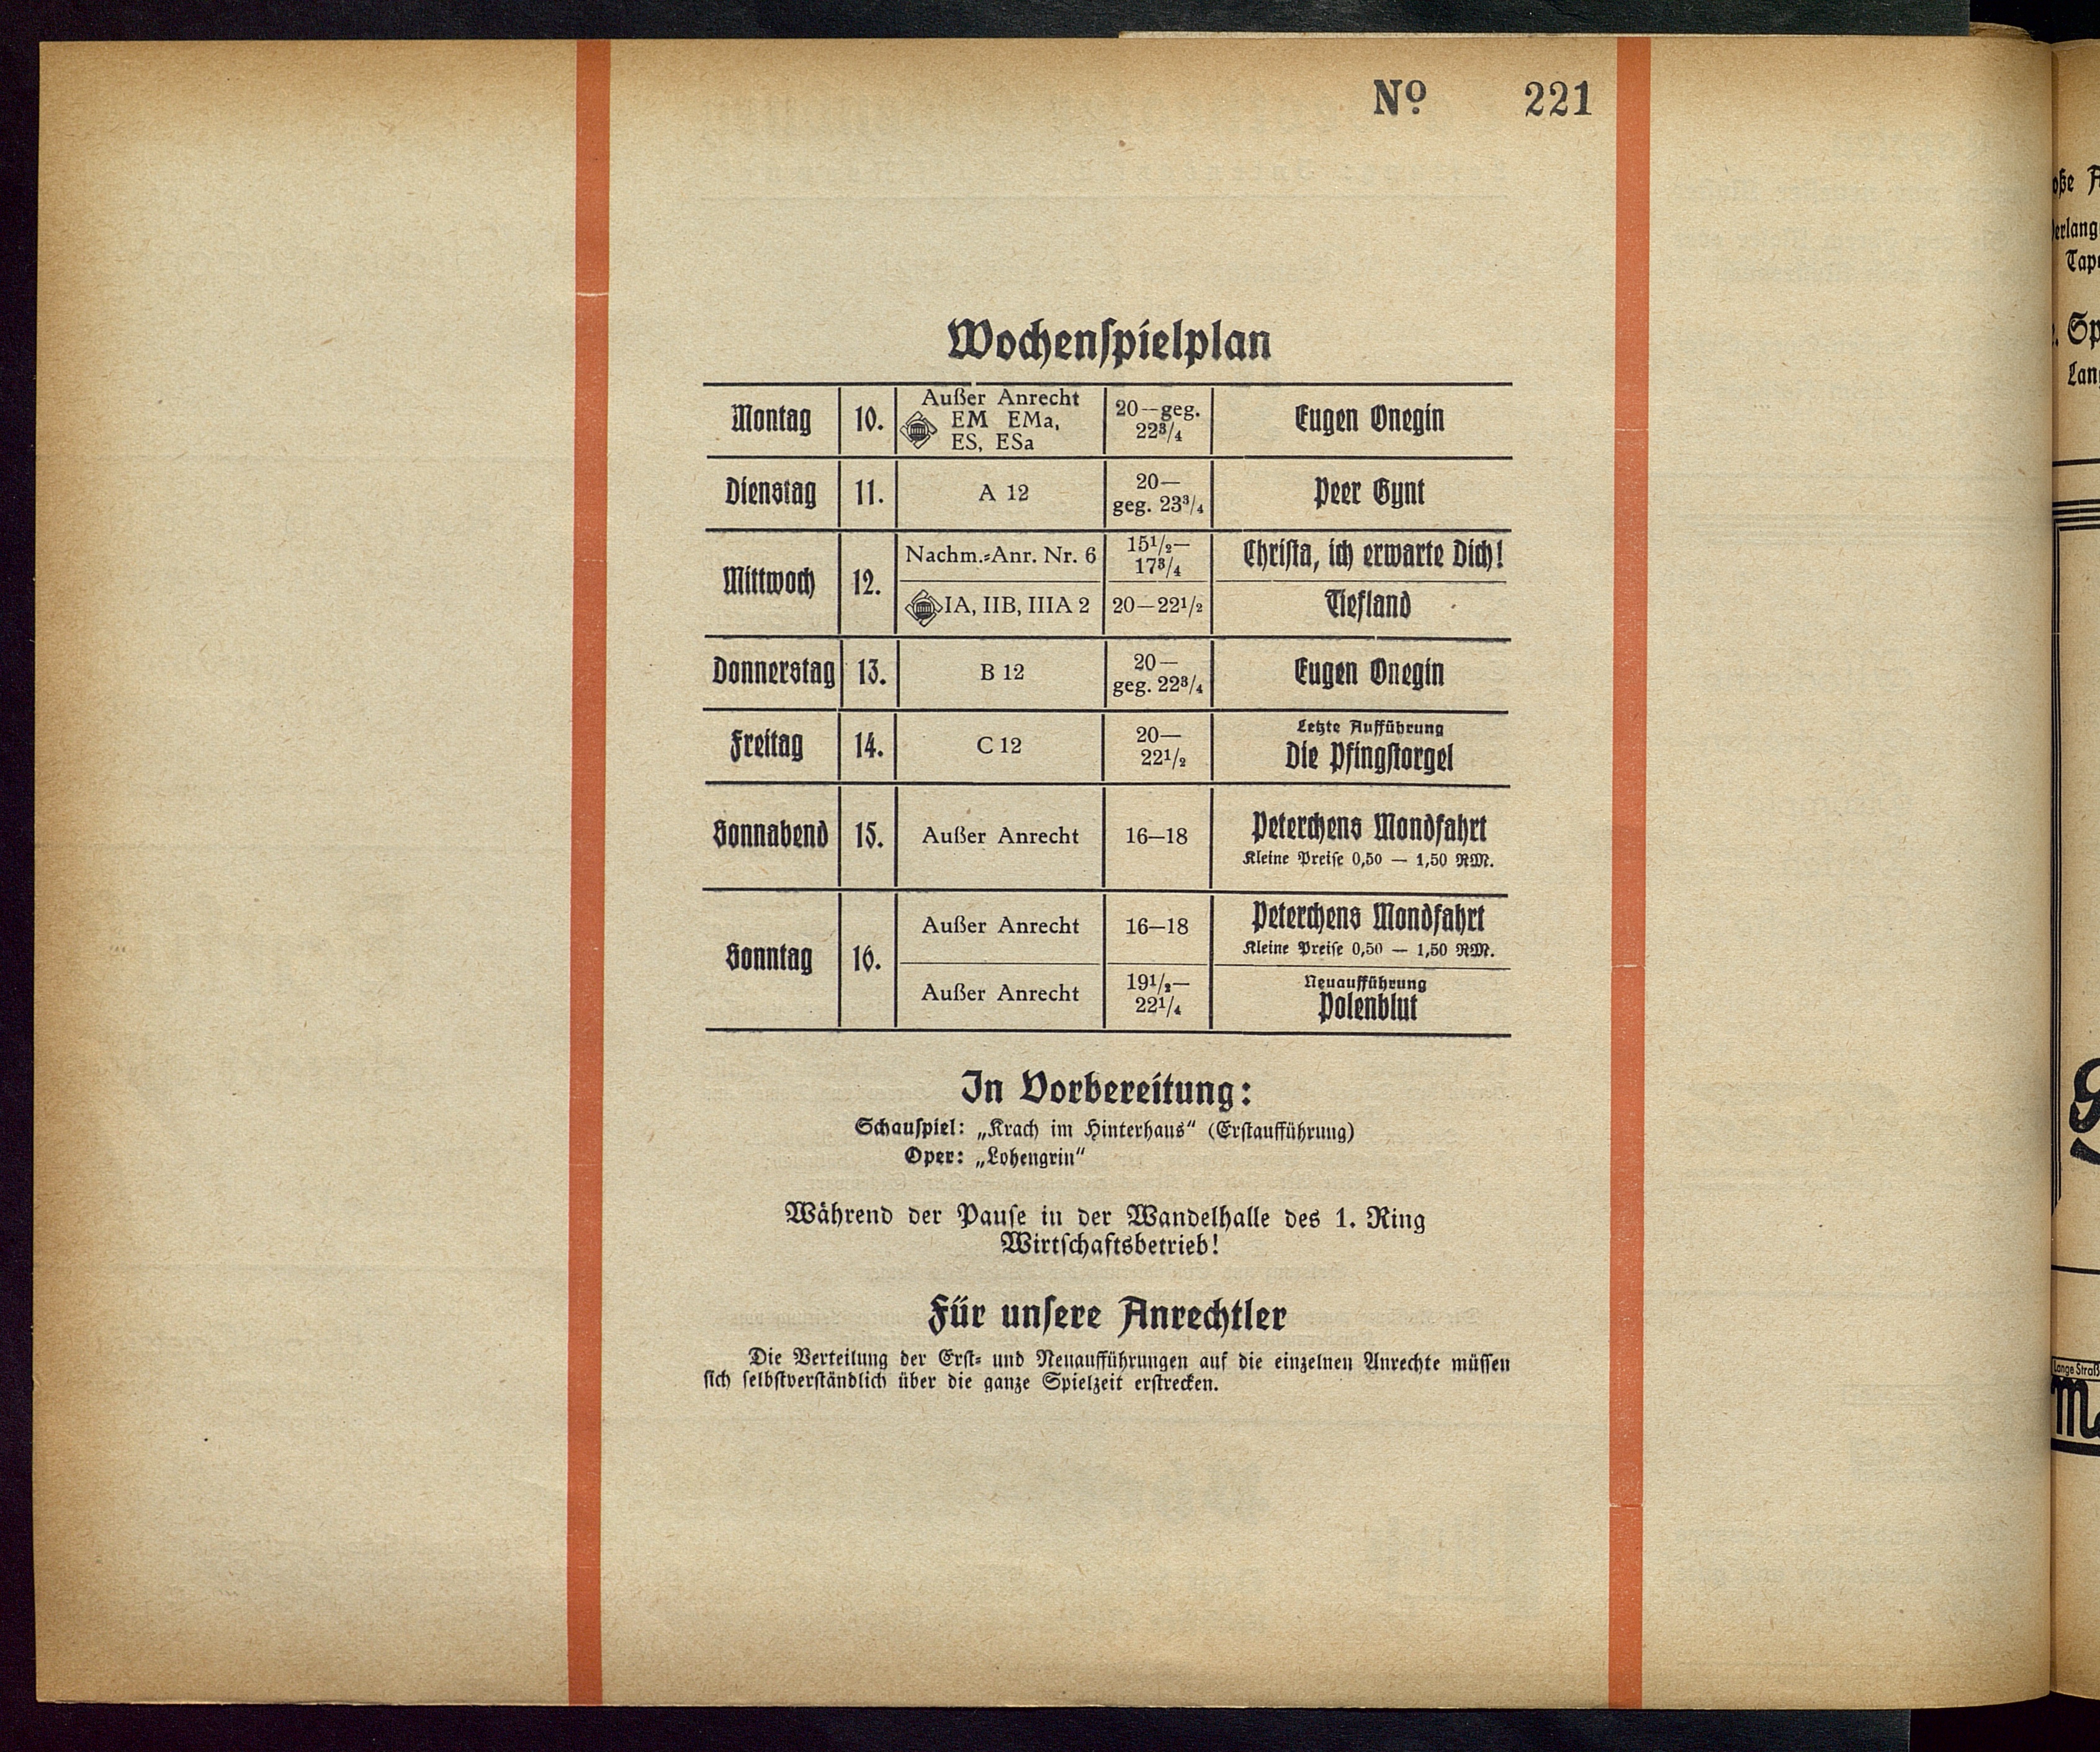 No 221
Wochenspielplan
Montag 10. Außer Anrecht EM EMa, ES, ESa 20—geg. 22³/₄ Eugen Onegin
Dienstag 11. A 12 20— geg. 23³/₄ Peer Gynt
Mittwoch 12. Nachm.-Anr. Nr. 6 15¹/₂— 17³/₄ Christa, ich erwarte Dich!
IA, IIB, IIIA 2 20—22¹/₂ Tiefland
Donnerstag 13. B 12 20— geg. 22³/₄ Eugen Onegin
Freitag 14. C 12 20— 22¹/₂ Letzte Aufführung Die Pfingstorgel
Sonnabend 15. Außer Anrecht 16—18 Peterchens Mondfahrt
Kleine Preise 0,50 — 1,50 RM.
Sonntag 16. Außer Anrecht 16—18 Peterchens Mondfahrt
Kleine Preise 0,50 — 1,50 RM.
Außer Anrecht 19¹/₂— 22¹/₄ Neuaufführung Polenblut
In Vorbereitung:
Schauspiel: „Krach im Hinterhaus“ (Erstaufführung)
Oper: „Lohengrin“
Während der Pause in der Wandelhalle des 1. Ring
Wirtschaftsbetrieb!
Für unsere Anrechtler
Die Verteilung der Erst- und Neuaufführungen auf die einzelnen Anrechte müssen
sich selbstverständlich über die ganze Spielzeit erstrecken.
Lange Straß